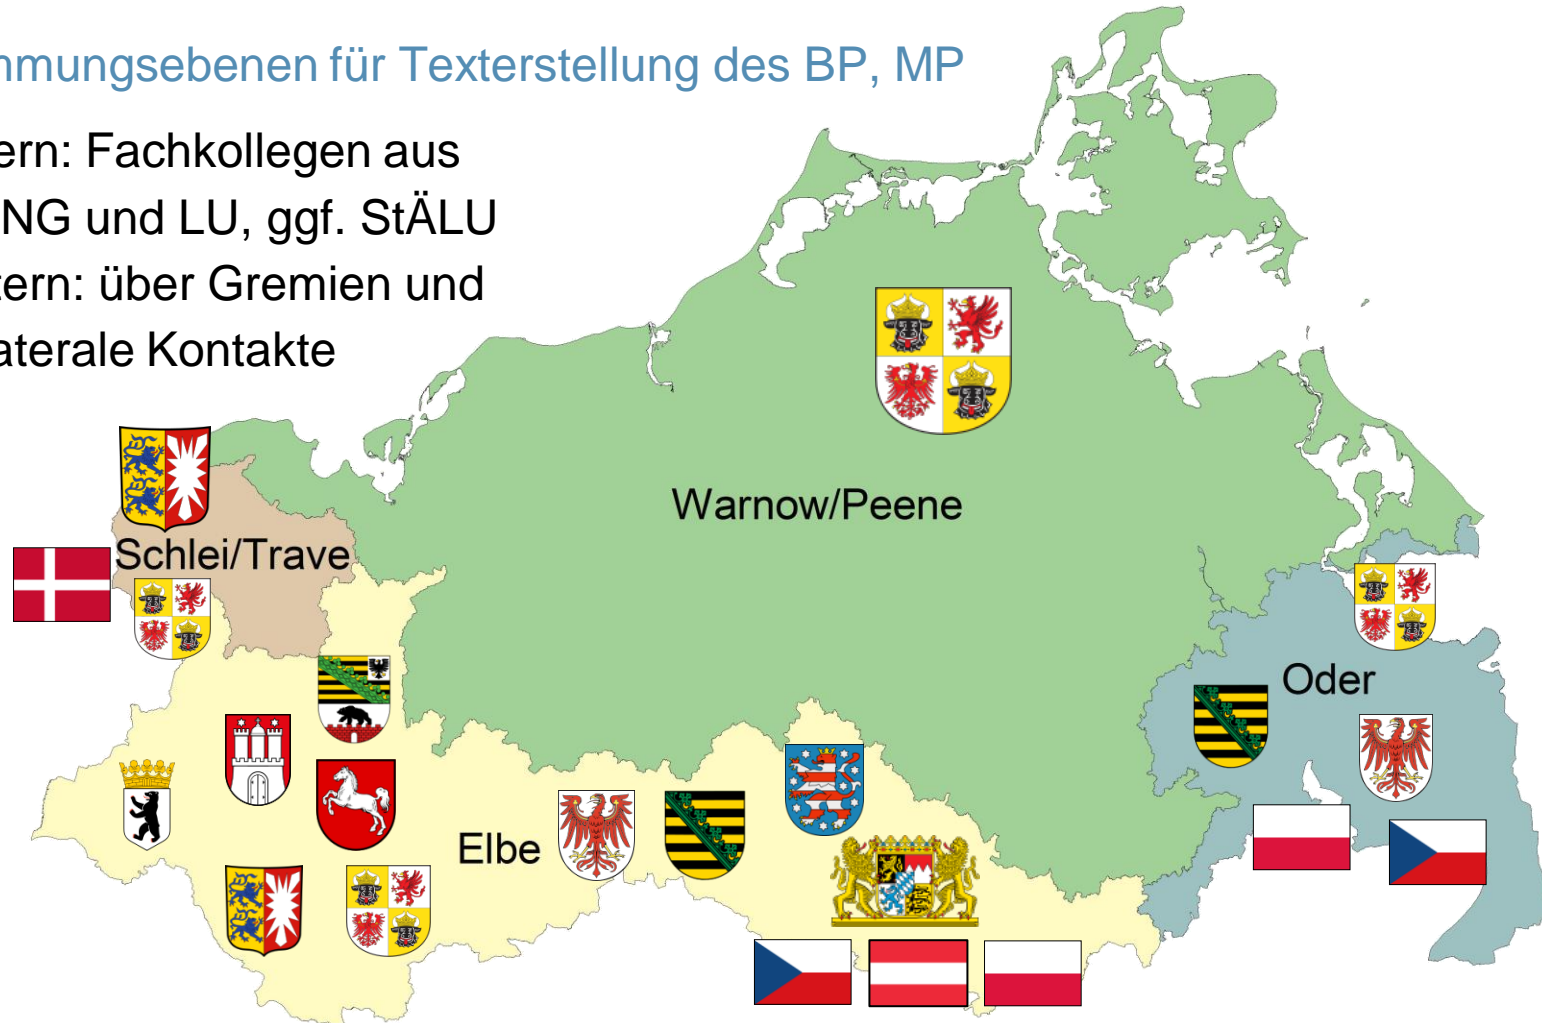 hmungsebenen für Texterstellung des BP, MP
ern: Fachkollegen aus
NG und LU, ggf. StÄLU
tern: über Gremien und
aterale Kontakte
Warnow/Peene
Schlei/Trave
Oder
Elbe